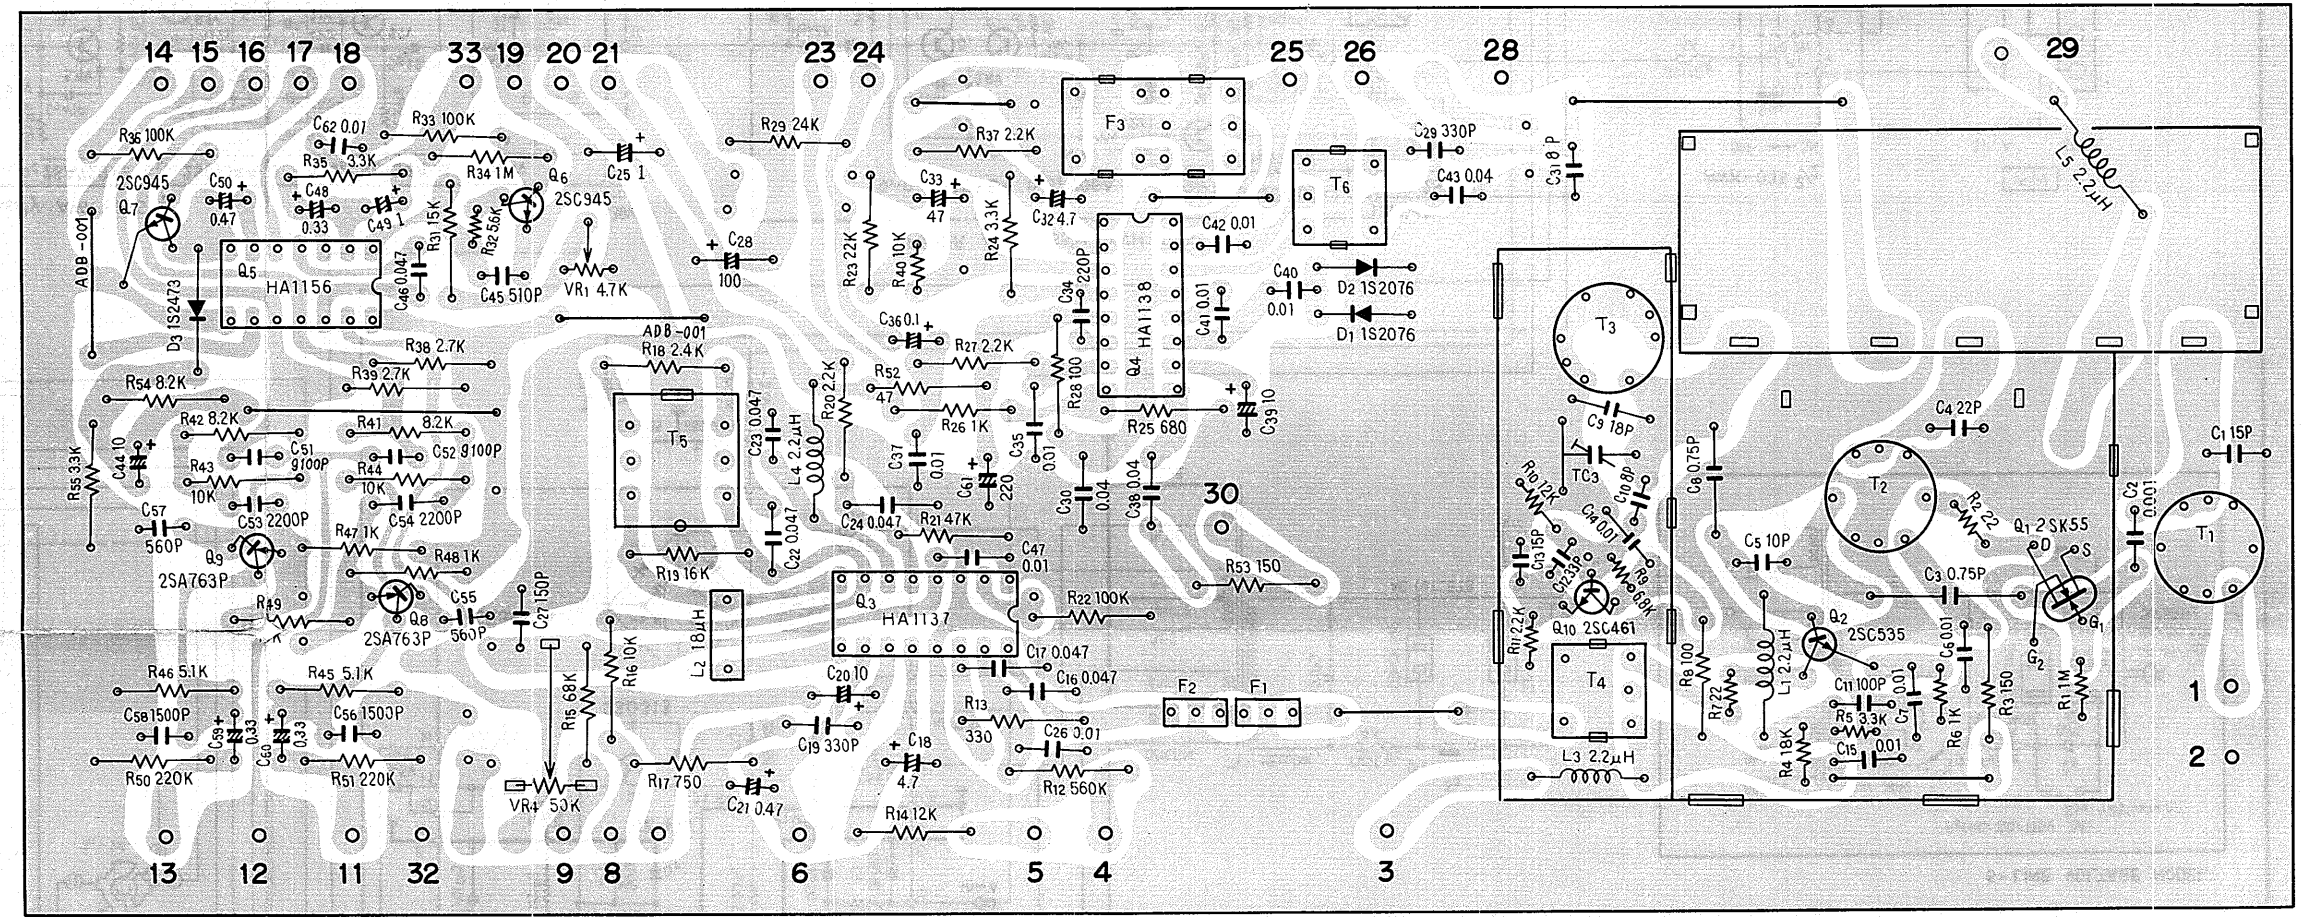 14 15 16 17 18 33 19 20 21 23 24 25 26 28 29
R36 100K
C62 0.01
R33 100K
R35 3.3K
R34 1M
2SC945
Q7
C50
0.47
C48
0.33
C49 1
R31 15K
R32 5.6K
Q6
2SC945
C25 1
R29 24K
R37 2.2K
F3
T6
C29 330P
C43 0.04
C31 8P
L5 2.2μH
ADB-001
D3 1S2473
Q5
HA1156
C46 0.047
C45 510P
VR1 4.7K
C28
100
R23 22K
R40 10K
C33
47
R24 3.3K
C32 4.7
C34 220P
Q4 HA1138
C42 0.01
C41 0.01
C40
0.01
D2 1S2076
D1 1S2076
T3
ADB-001
R18 2.4K
R38 2.7K
R39 2.7K
R54 8.2K
R42 8.2K
R41 8.2K
C51
9100P
C52 9100P
R55 3.3K
C44 10
R43
10K
R44
10K
C53 2200P
C54 2200P
C57
560P
R47 1K
R48 1K
Q9
2SA763P
Q8
2SA763P
R49
C55
560P
C27 150P
T5
C23 0.047
L4 2.2μH
R20 2.2K
C36 0.1
R27 2.2K
R52
47
R26 1K
C35
0.01
R28 100
R25 680
C39 10
C37
0.01
C61
220
C24 0.047
R21 47K
C47
0.01
C22 0.047
R19 16K
C30
0.04
C38 0.04
30
R53 150
Q3
HA1137
R22 100K
L2 18μH
R16 10K
R15 68K
C17 0.047
C16 0.047
C20 10
C19 330P
R13
330
C26 0.01
C18
4.7
R12 560K
R17 750
C21 0.47
R14 12K
VR4 50K
R46 5.1K
R45 5.1K
C58 1500P
C59 0.33
C60 0.33
C56 1500P
R50 220K
R51 220K
F2 F1
C9 18P
TC3
R10 12K
C10 8P
C14 0.01
C13 15P
C12 33P
R9 6.8K
R11 2.2K
Q10 2SC461
T4
L3 2.2μH
C8 0.75P
C4 22P
T2
R2 22
C5 10P
C3 0.75P
Q1 2SK55
D
S
G1
G2
C1 15P
C2 0.001
T1
Q2
2SC535
R8 100
R7 22
L1 2.2μH
C11 100P
R5 3.3K
C15 0.01
R4 18K
C7 0.01
C6 0.01
R6 1K
R3 150
R1 1M
1
2
13 12 11 32 9 8 6 5 4 3